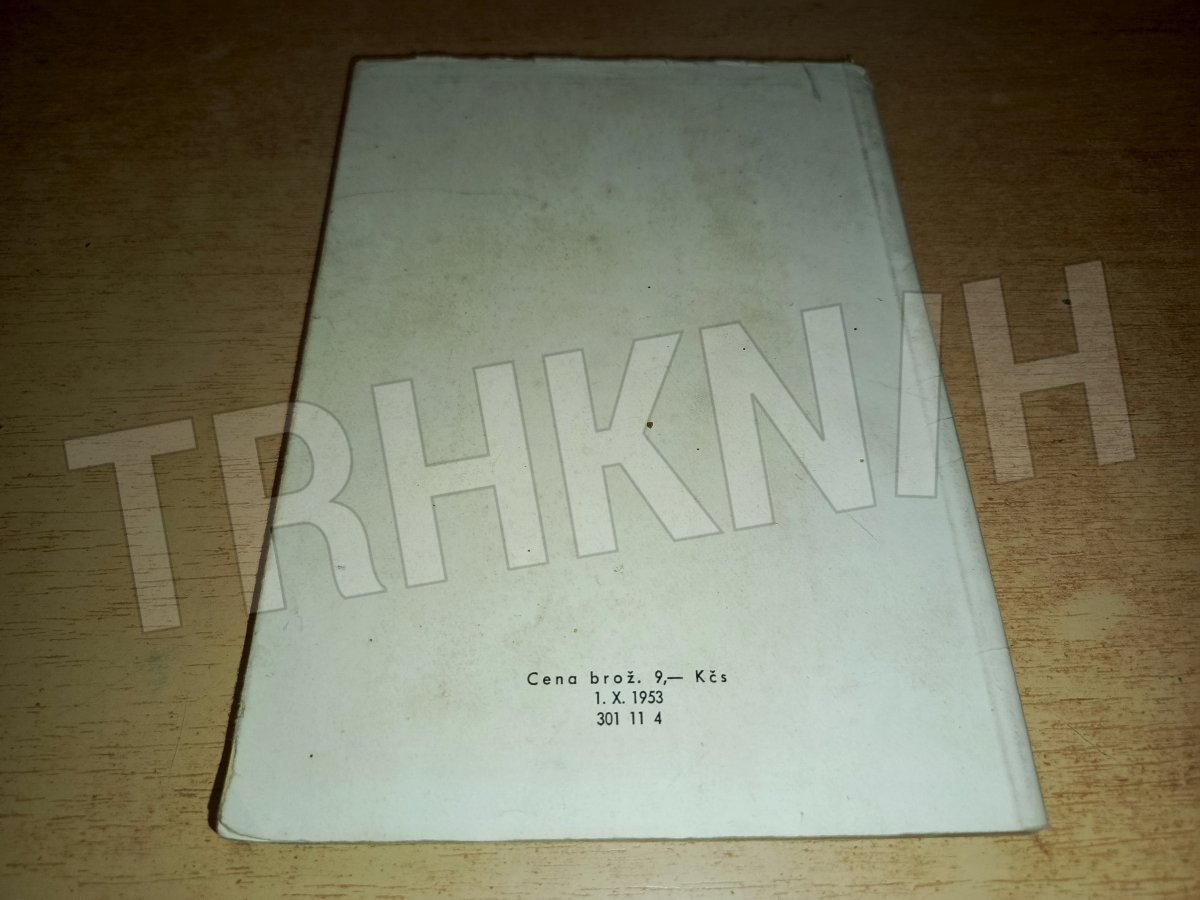 TRHKNIH
Cena brož. 9,— Kčs
1. X. 1953
301 11 4